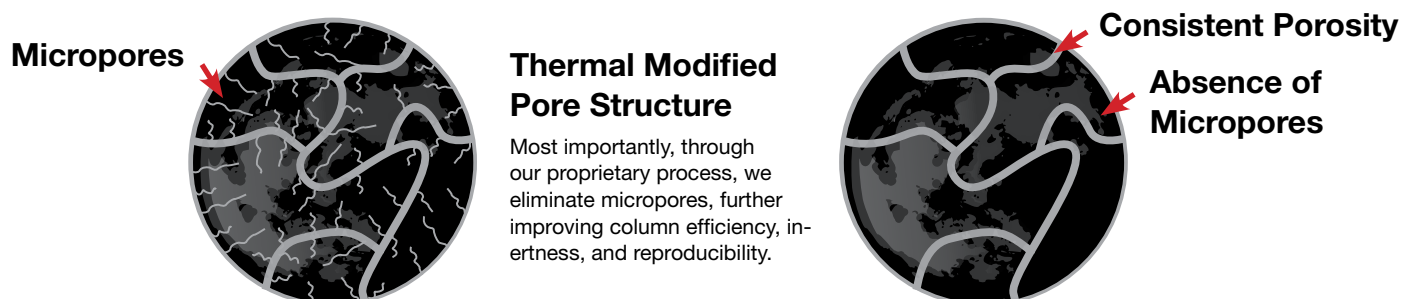 Micropores
Thermal Modified
Pore Structure
Most importantly, through
our proprietary process, we
eliminate micropores, further
improving column efficiency, in-
ertness, and reproducibility.
Consistent Porosity
Absence of
Micropores